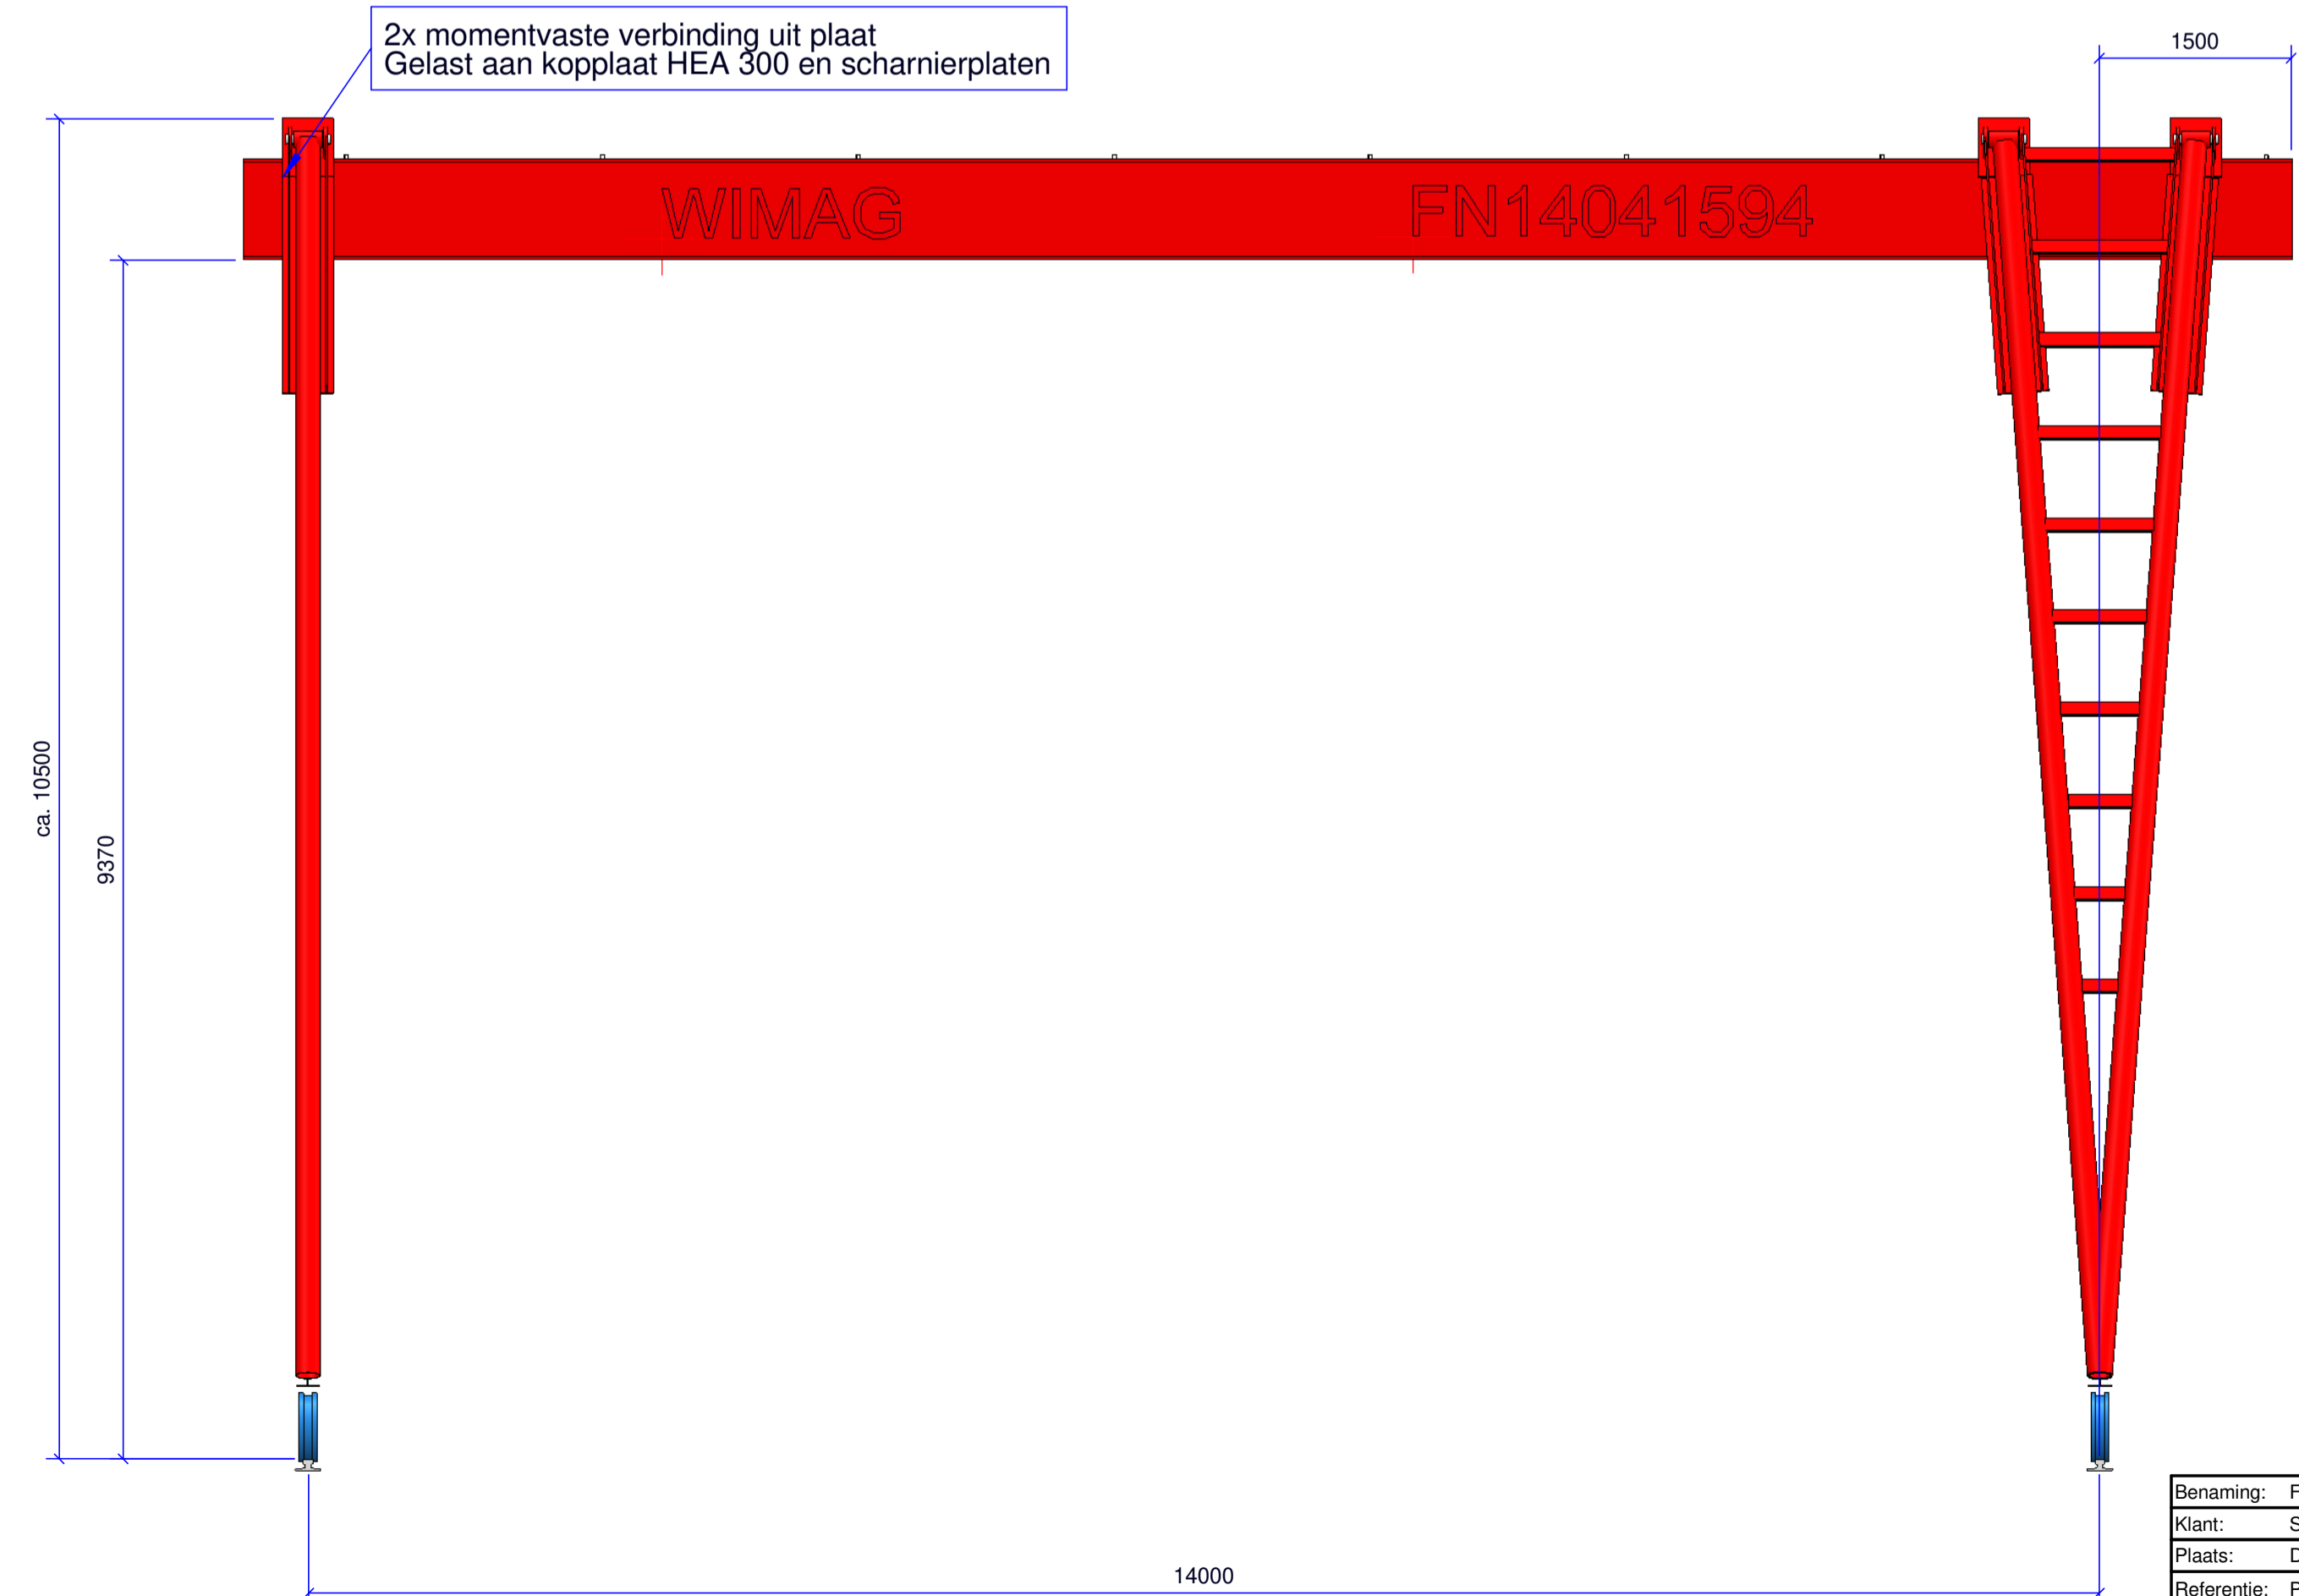 2x momentvaste verbinding uit plaat
Gelast aan kopplaat HEA 300 en scharnierplaten
1500
WIMAG
FN14041594
ca. 10500
9370
14000
Benaming:
Klant:
Plaats:
Referentie: